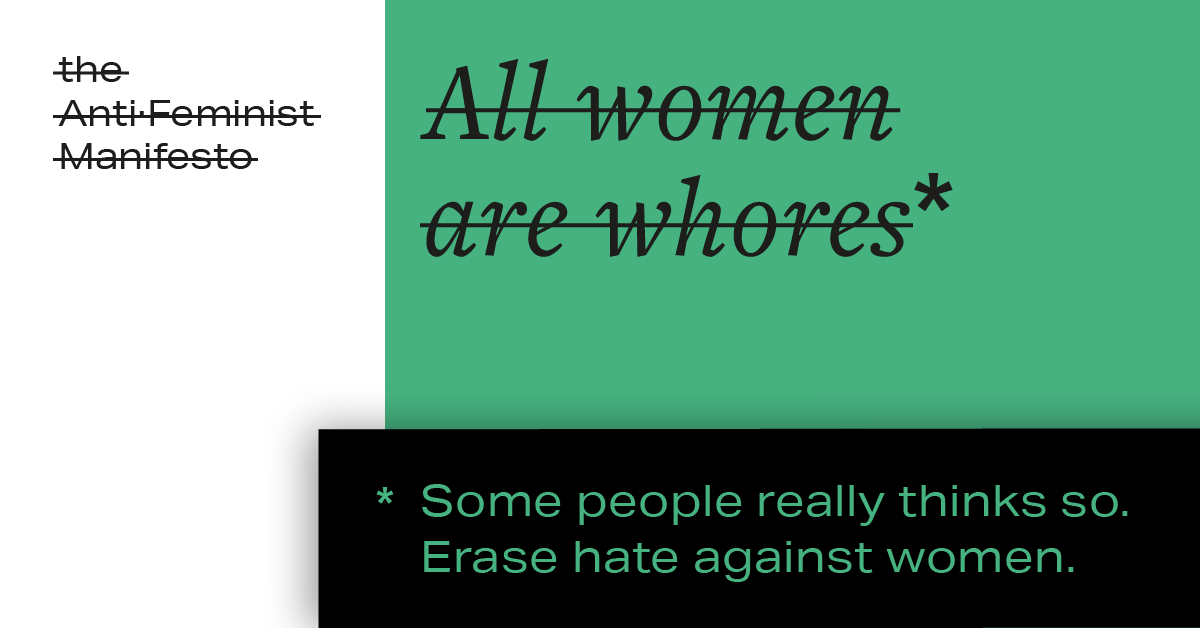 the
Anti-Feminist
Manifesto
All women
are whores*
* Some people really thinks so.
Erase hate against women.